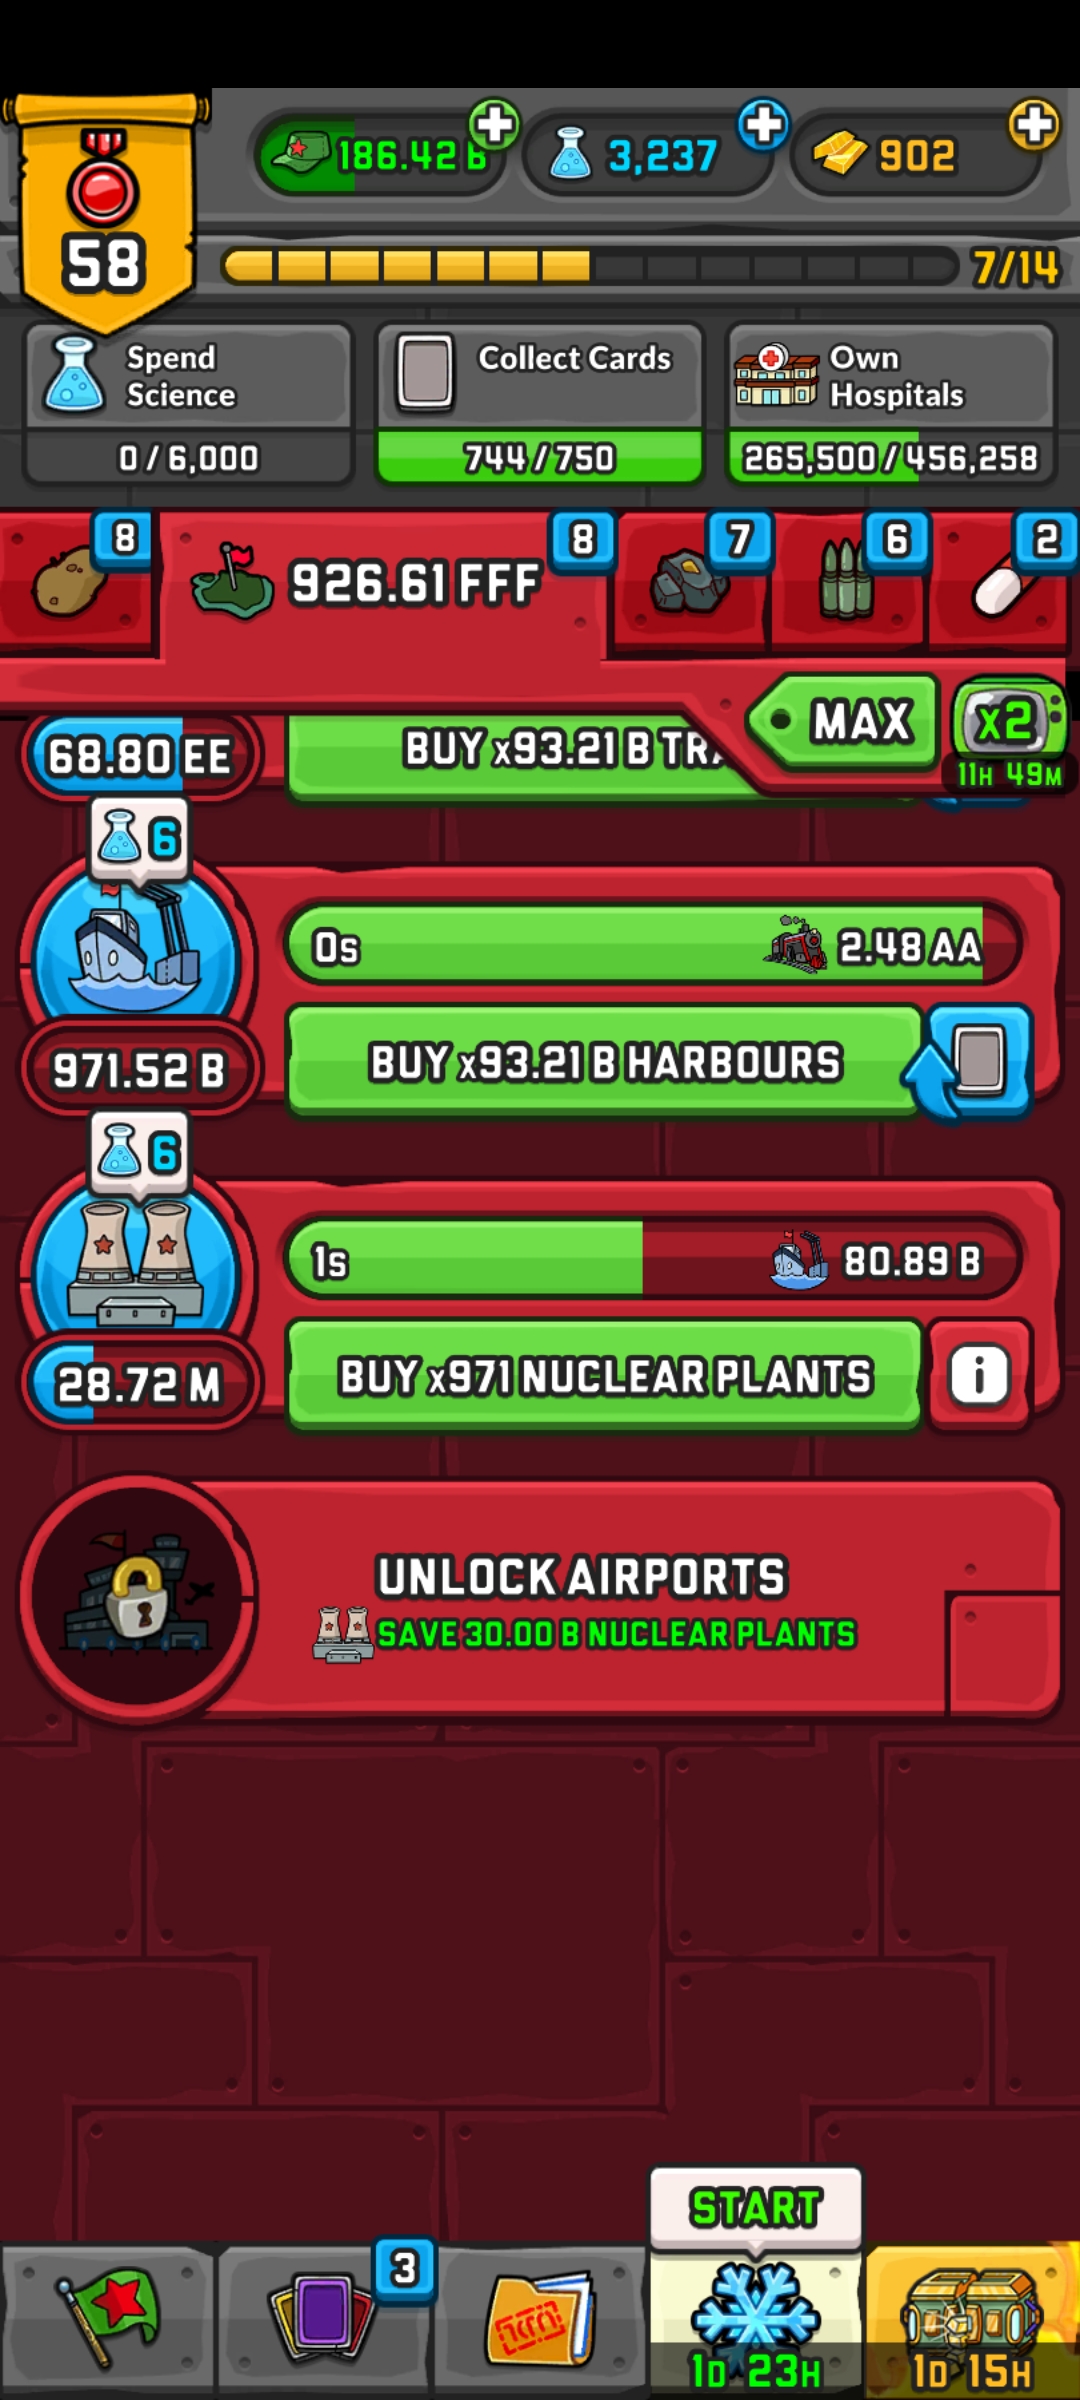 58
186.42 B
3,237
902
7/14
Spend
Science
0 / 6,000
Collect Cards
744 / 750
Own
Hospitals
265,500 / 456,258
8
926.61 FFF
8
7
6
2
MAX
x2
11H 49M
68.80 EE
BUY x93.21 B TRA
6
0s
2.48 AA
971.52 B
BUY x93.21 B HARBOURS
6
1s
80.89 B
28.72 M
BUY x971 NUCLEAR PLANTS
i
UNLOCK AIRPORTS
SAVE 30.00 B NUCLEAR PLANTS
START
3
1D 23H
1D 15H